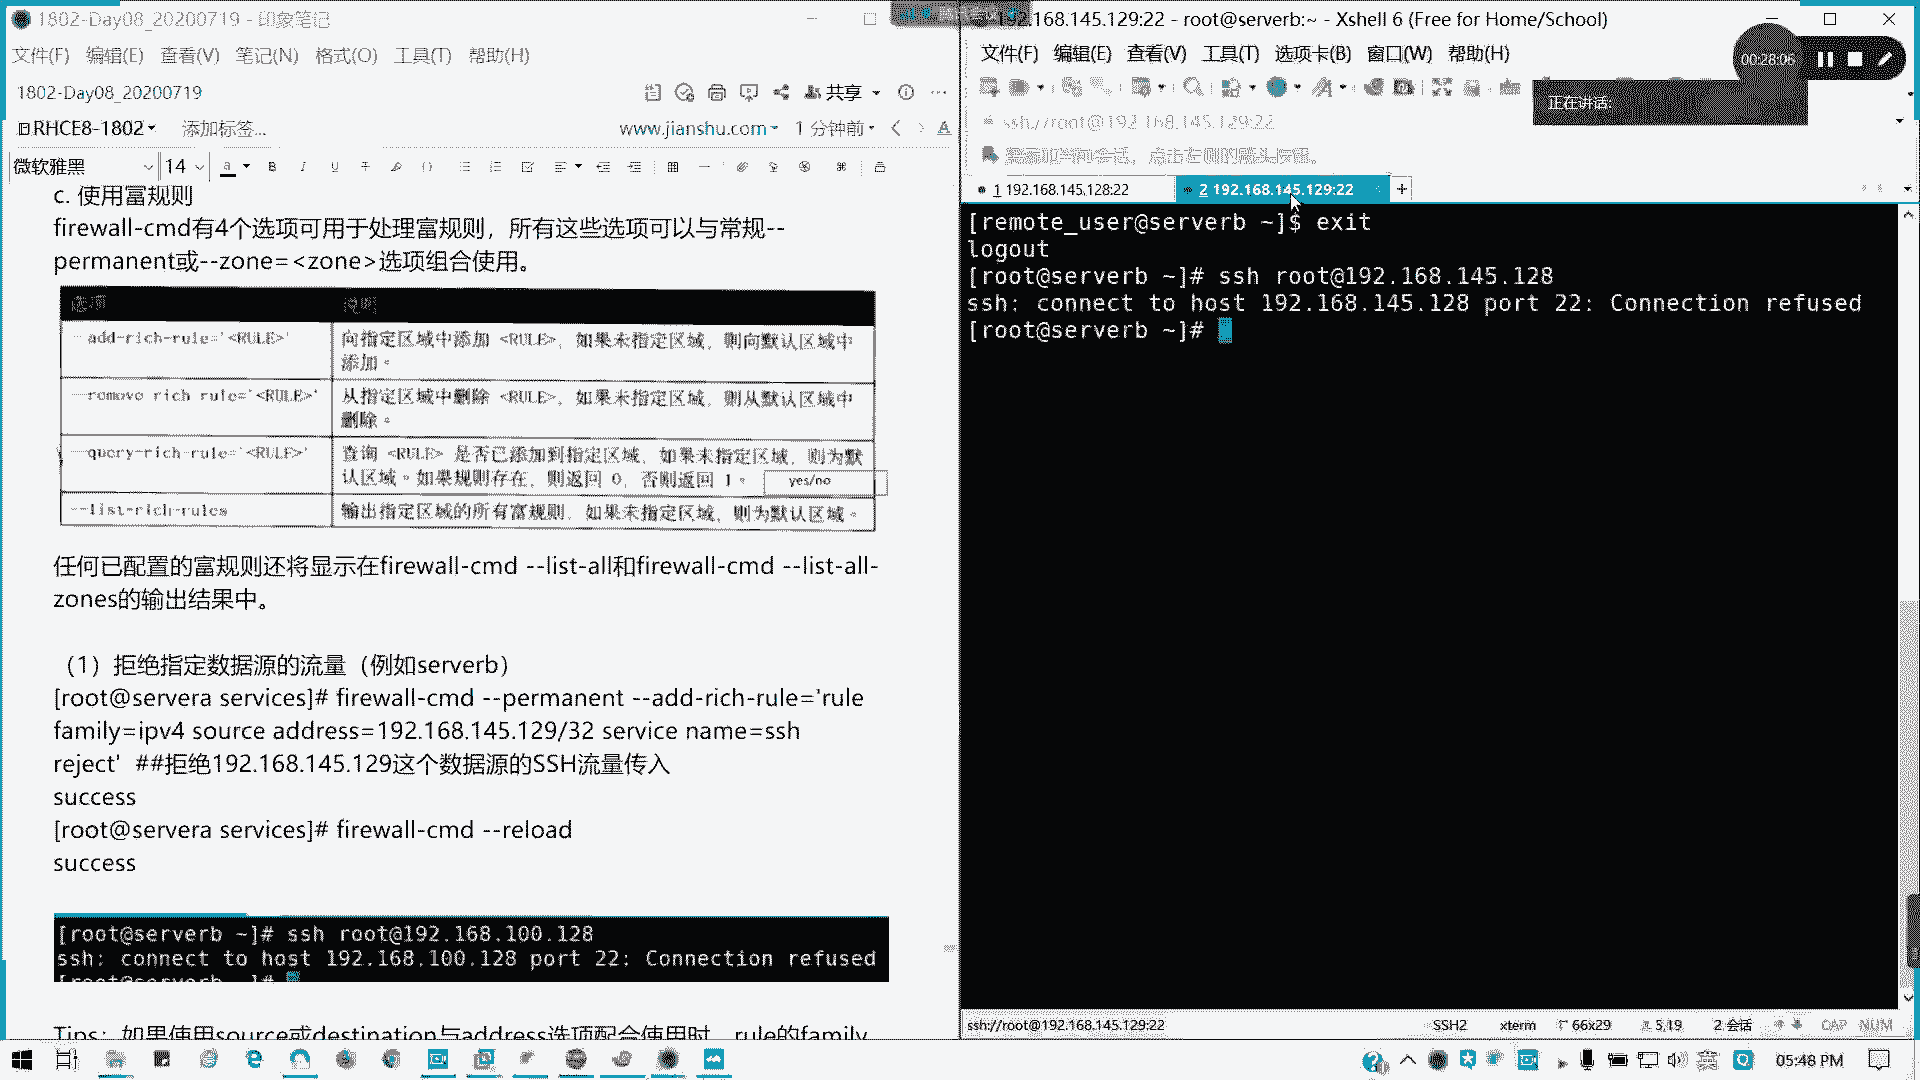 1802-Day08_20200719 - 印象笔记
文件(F) 编辑(E) 查看(V) 笔记(N) 格式(O) 工具(T) 帮助(H)
1802-Day08_20200719
共享
RHCE8-1802
添加标签...
www.jianshu.com
1 分钟前
微软雅黑
14
c. 使用富规则
firewall-cmd有4个选项可用于处理富规则，所有这些选项可以与常规--
permanent或--zone=<zone>选项组合使用。
选项 说明
--add-rich-rule='<RULE>'
向指定区域中添加 <RULE>，如果未指定区域，则向默认区域中
添加。
--remove-rich-rule='<RULE>'
从指定区域中删除 <RULE>，如果未指定区域，则从默认区域中
删除。
--query-rich-rule='<RULE>'
查询 <RULE> 是否已添加到指定区域，如果未指定区域，则为默
认区域。如果规则存在，则返回 0，否则返回 1。
yes/no
--list-rich-rules
输出指定区域的所有富规则，如果未指定区域，则为默认区域。
任何已配置的富规则还将显示在firewall-cmd --list-all和firewall-cmd --list-all-
zones的输出结果中。
（1）拒绝指定数据源的流量（例如serverb）
[root@servera services]# firewall-cmd --permanent --add-rich-rule='rule
family=ipv4 source address=192.168.145.129/32 service name=ssh
reject' ##拒绝192.168.145.129这个数据源的SSH流量传入
success
[root@servera services]# firewall-cmd --reload
success
[root@serverb ~]# ssh root@192.168.100.128
ssh: connect to host 192.168.100.128 port 22: Connection refused
[root@serverb ~]#
Tips：如果使用source或destination与address选项配合使用时，rule的family
192.168.145.129:22 - root@serverb:~ - Xshell 6 (Free for Home/School)
文件(F) 编辑(E) 查看(V) 工具(T) 选项卡(B) 窗口(W) 帮助(H)
00:28:06
正在讲话:
ssh://root@192.168.145.129:22
要添加当前会话，点击左侧的箭头按钮。
1 192.168.145.128:22
2 192.168.145.129:22
[remote_user@serverb ~]$ exit
logout
[root@serverb ~]# ssh root@192.168.145.128
ssh: connect to host 192.168.145.128 port 22: Connection refused
[root@serverb ~]#
ssh://root@192.168.145.129:22
SSH2
xterm
66x29
5,19
2 会话
CAP NUM
英
05:48 PM